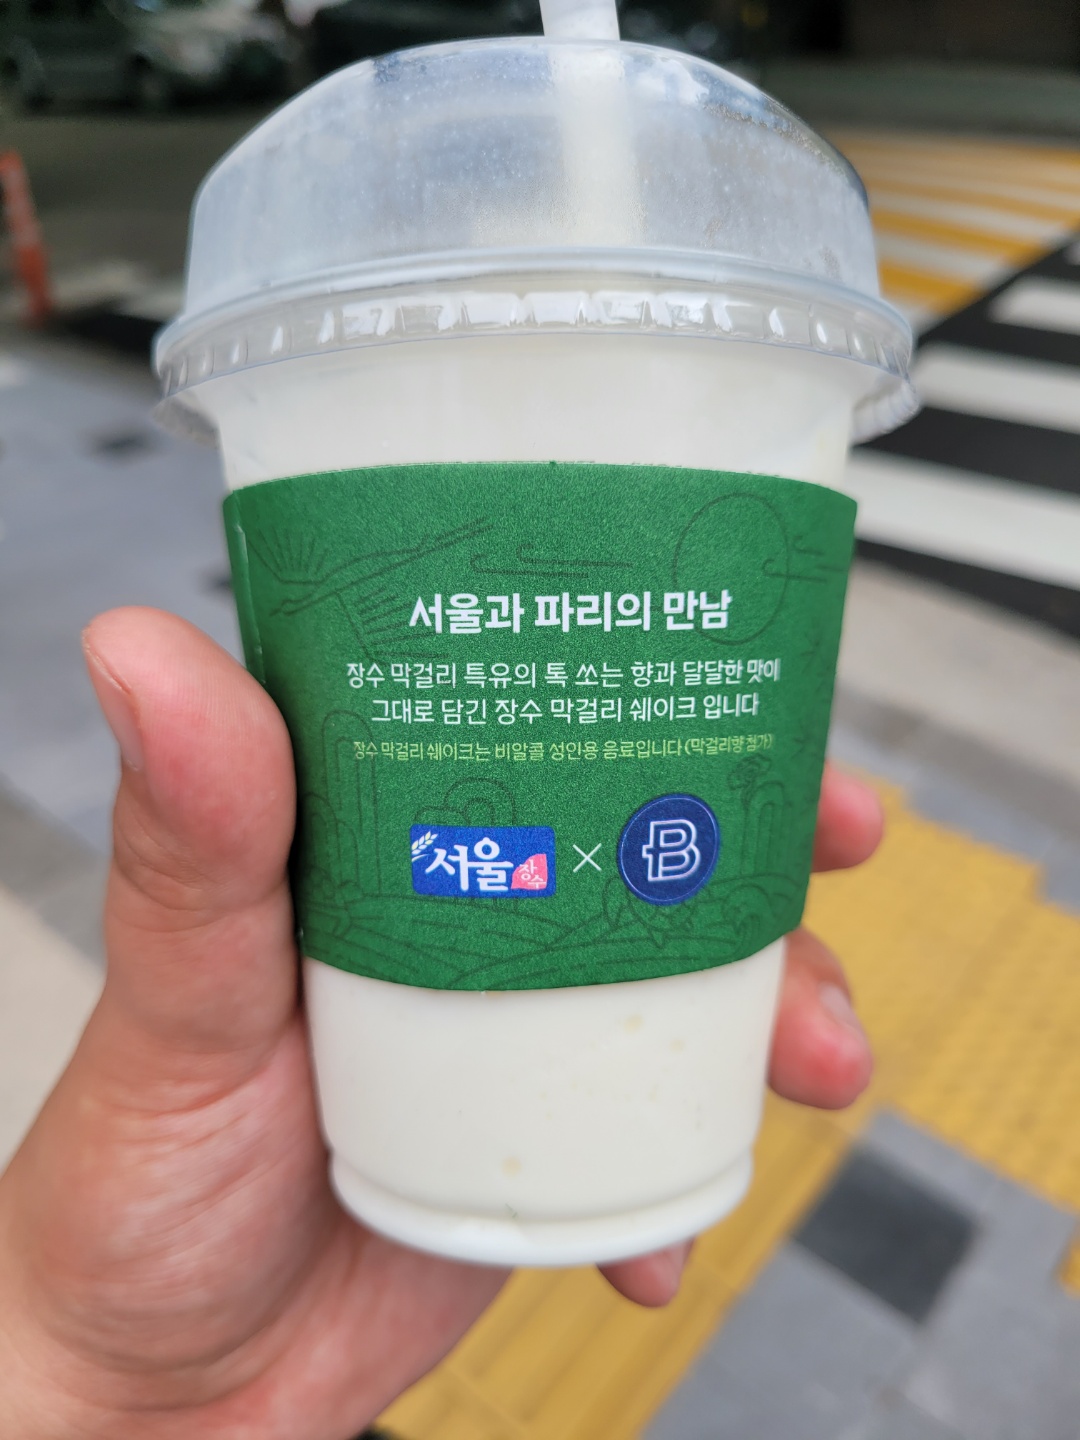 서울과 파리의 만남
장수 막걸리 특유의 톡 쏘는 향과 달달한 맛이
그대로 담긴 장수 막걸리 쉐이크 입니다
장수 막걸리 쉐이크는 비알콜 성인용 음료입니다(막걸리향 첨가)
서울 장수 × B